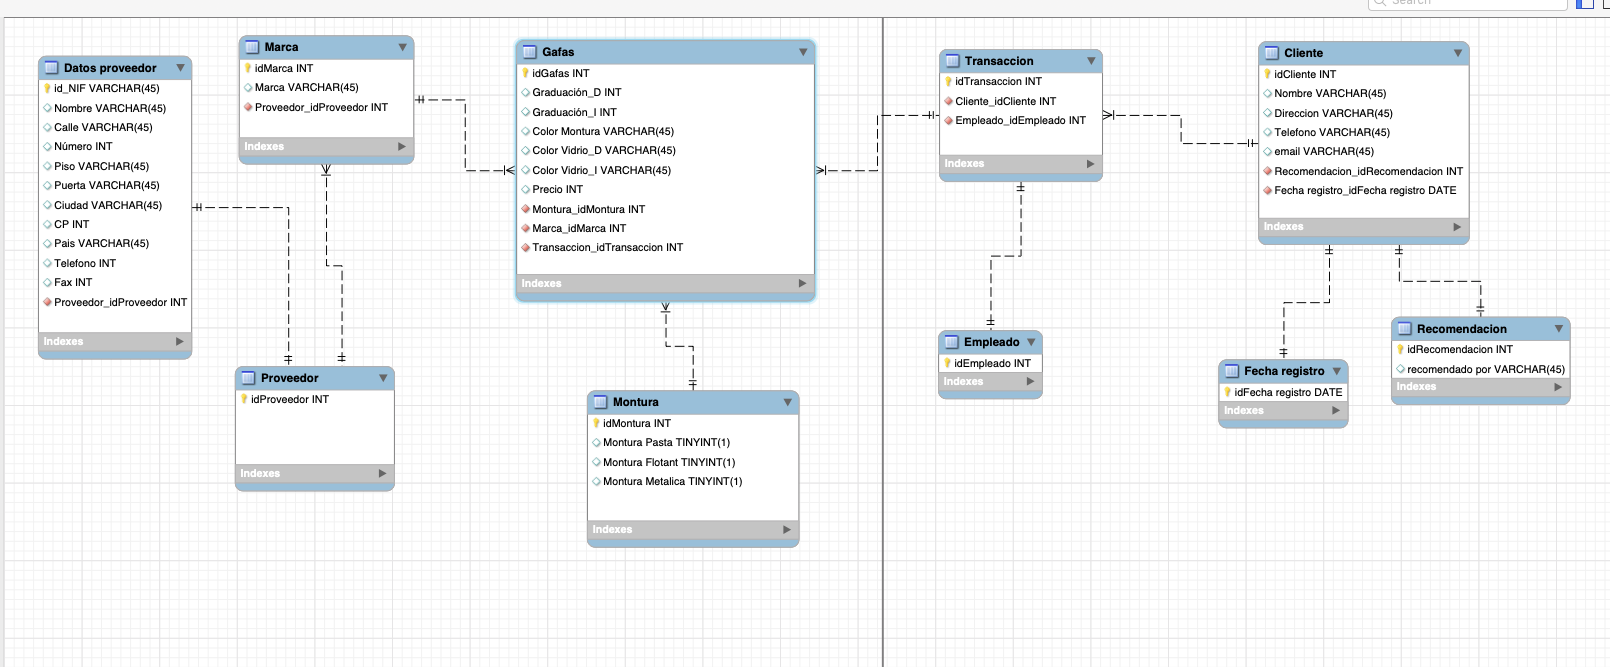 Search
Datos proveedor
id_NIF VARCHAR(45)
Nombre VARCHAR(45)
Calle VARCHAR(45)
Número INT
Piso VARCHAR(45)
Puerta VARCHAR(45)
Ciudad VARCHAR(45)
CP INT
Pais VARCHAR(45)
Telefono INT
Fax INT
Proveedor_idProveedor INT
Indexes
Marca
idMarca INT
Marca VARCHAR(45)
Proveedor_idProveedor INT
Indexes
Proveedor
idProveedor INT
Indexes
Gafas
idGafas INT
Graduación_D INT
Graduación_I INT
Color Montura VARCHAR(45)
Color Vidrio_D VARCHAR(45)
Color Vidrio_I VARCHAR(45)
Precio INT
Montura_idMontura INT
Marca_idMarca INT
Transaccion_idTransaccion INT
Indexes
Montura
idMontura INT
Montura Pasta TINYINT(1)
Montura Flotant TINYINT(1)
Montura Metalica TINYINT(1)
Indexes
Transaccion
idTransaccion INT
Cliente_idCliente INT
Empleado_idEmpleado INT
Indexes
Empleado
idEmpleado INT
Indexes
Cliente
idCliente INT
Nombre VARCHAR(45)
Direccion VARCHAR(45)
Telefono VARCHAR(45)
email VARCHAR(45)
Recomendacion_idRecomendacion INT
Fecha registro_idFecha registro DATE
Indexes
Fecha registro
idFecha registro DATE
Indexes
Recomendacion
idRecomendacion INT
recomendado por VARCHAR(45)
Indexes